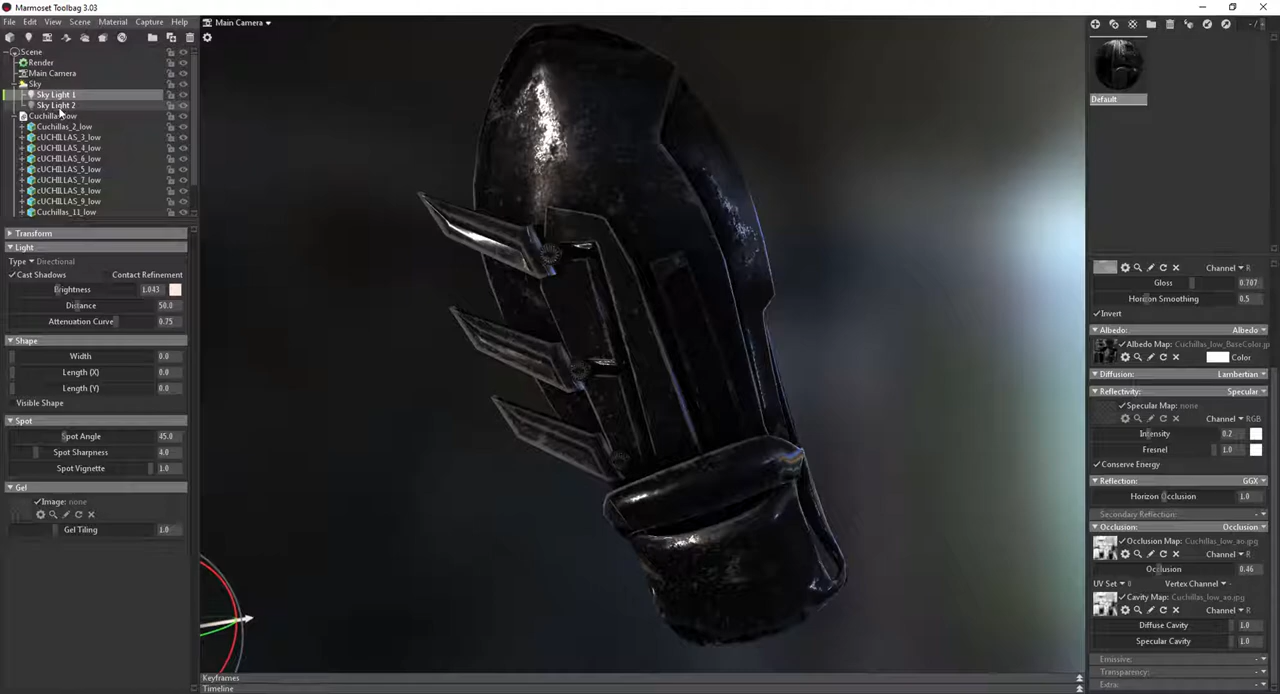 Marmoset Toolbag 3.03
File Edit View Scene Material Capture Help
Main Camera
Scene
Render
Main Camera
Sky
Sky Light 1
Sky Light 2
Cuchillas_2_low
cUCHILLAS_3_low
cUCHILLAS_4_low
cUCHILLAS_6_low
cUCHILLAS_5_low
cUCHILLAS_7_low
cUCHILLAS_8_low
cUCHILLAS_9_low
Cuchillas_11_low
Transform
Light
Type Directional
Cast Shadows Contact Refinement
Brightness 1.043
Distance 50.0
Attenuation Curve 0.75
Shape
Width 0.0
Length (X) 0.0
Length (Y) 0.0
Visible Shape
Spot
Spot Angle 45.0
Spot Sharpness 4.0
Spot Vignette 1.0
Gel
Image: none
Gel Tiling 1.0
Keyframes
Timeline
Default
Channel R
Gloss 0.707
Horizon Smoothing 0.5
Invert
Albedo: Albedo
Albedo Map: Cuchillas_low_BaseColor.jp
Color
Diffusion: Lambertian
Reflectivity: Specular
Specular Map: none
Channel RGB
Intensity 0.2
Fresnel 1.0
Conserve Energy
Reflection: GGX
Horizon Occlusion 1.0
Secondary Reflection:
Occlusion: Occlusion
Occlusion Map: Cuchillas_low_ao.jpg
Channel R
Occlusion 0.46
UV Set 0 Vertex Channel -
Cavity Map: Cuchillas_low_ao.jpg
Channel R
Diffuse Cavity 1.0
Specular Cavity 1.0
Emissive:
Transparency:
Extra: